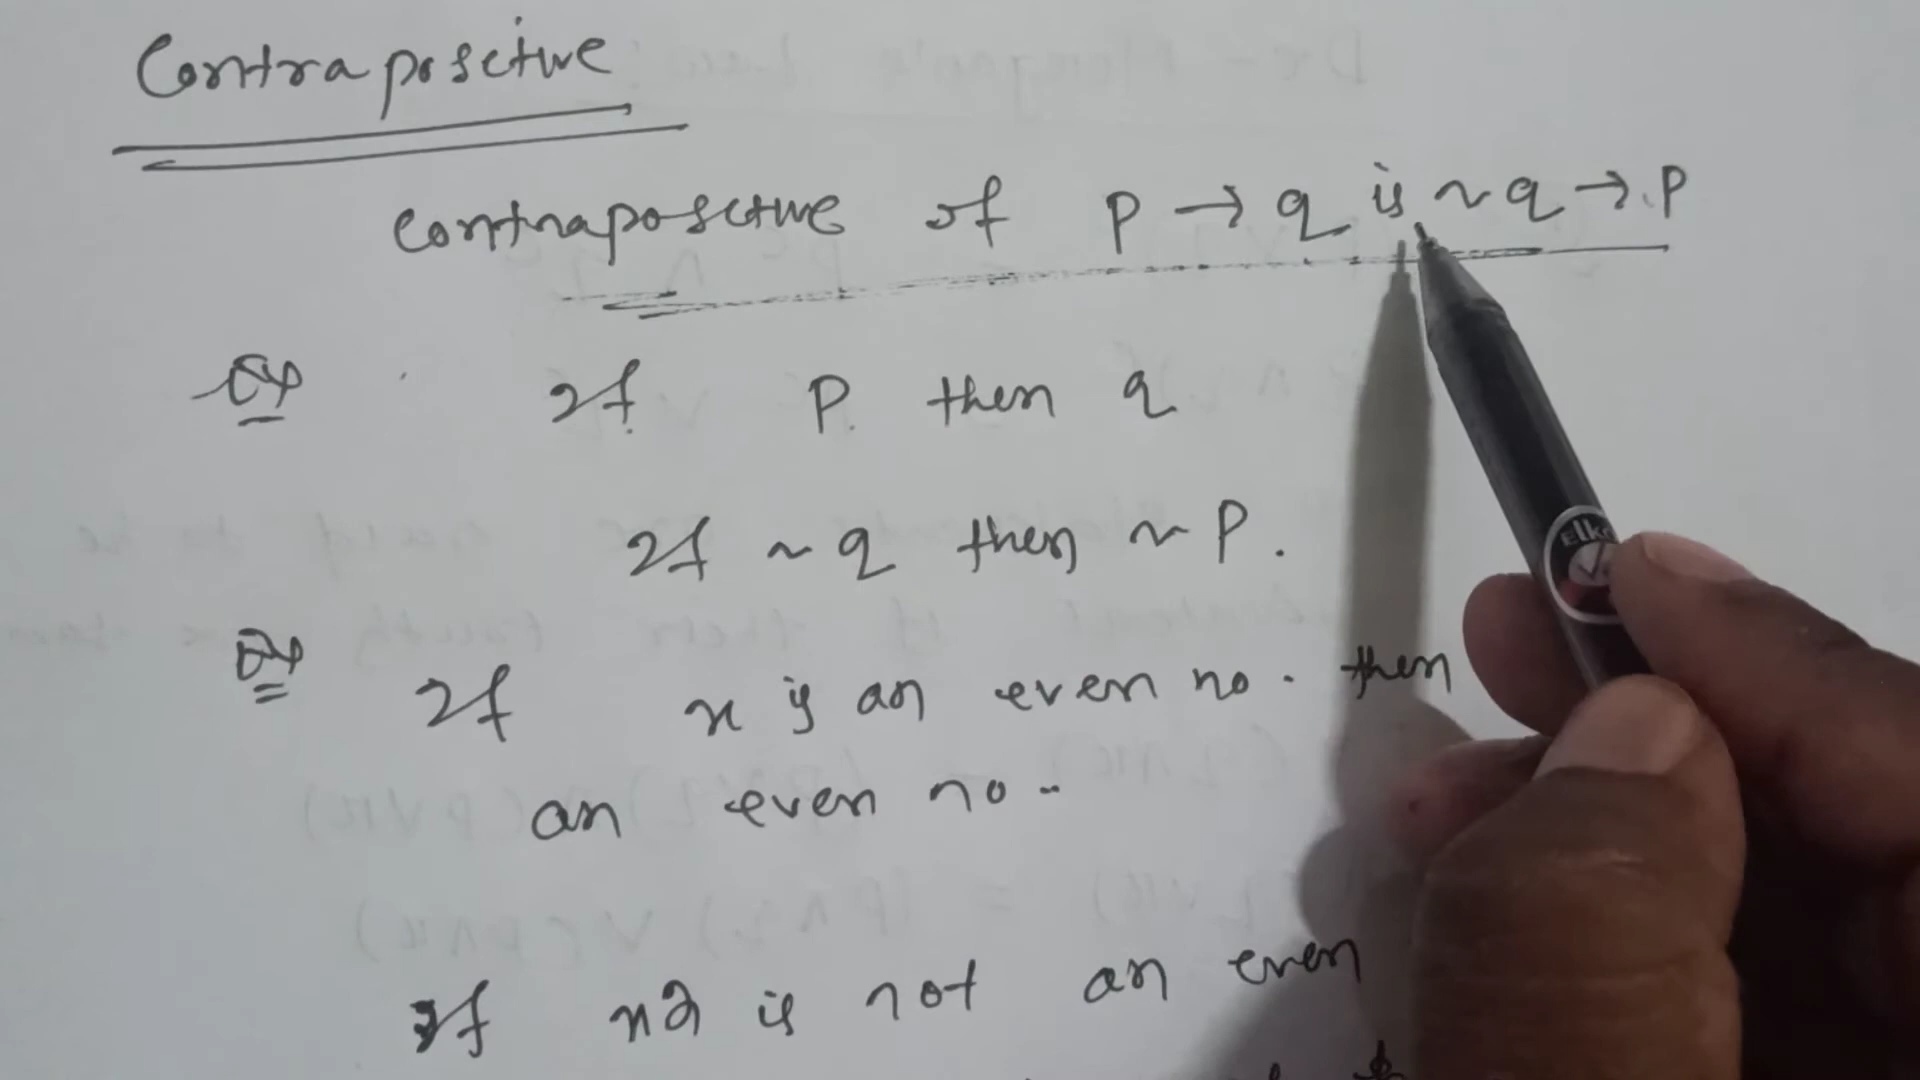 Contrapositive
Contrapositive of p → q is ~q → p
Ex If p then q
If ~q then ~p.
Ex If x is an even no. then
an even no.
If x2 is not an even
Elk